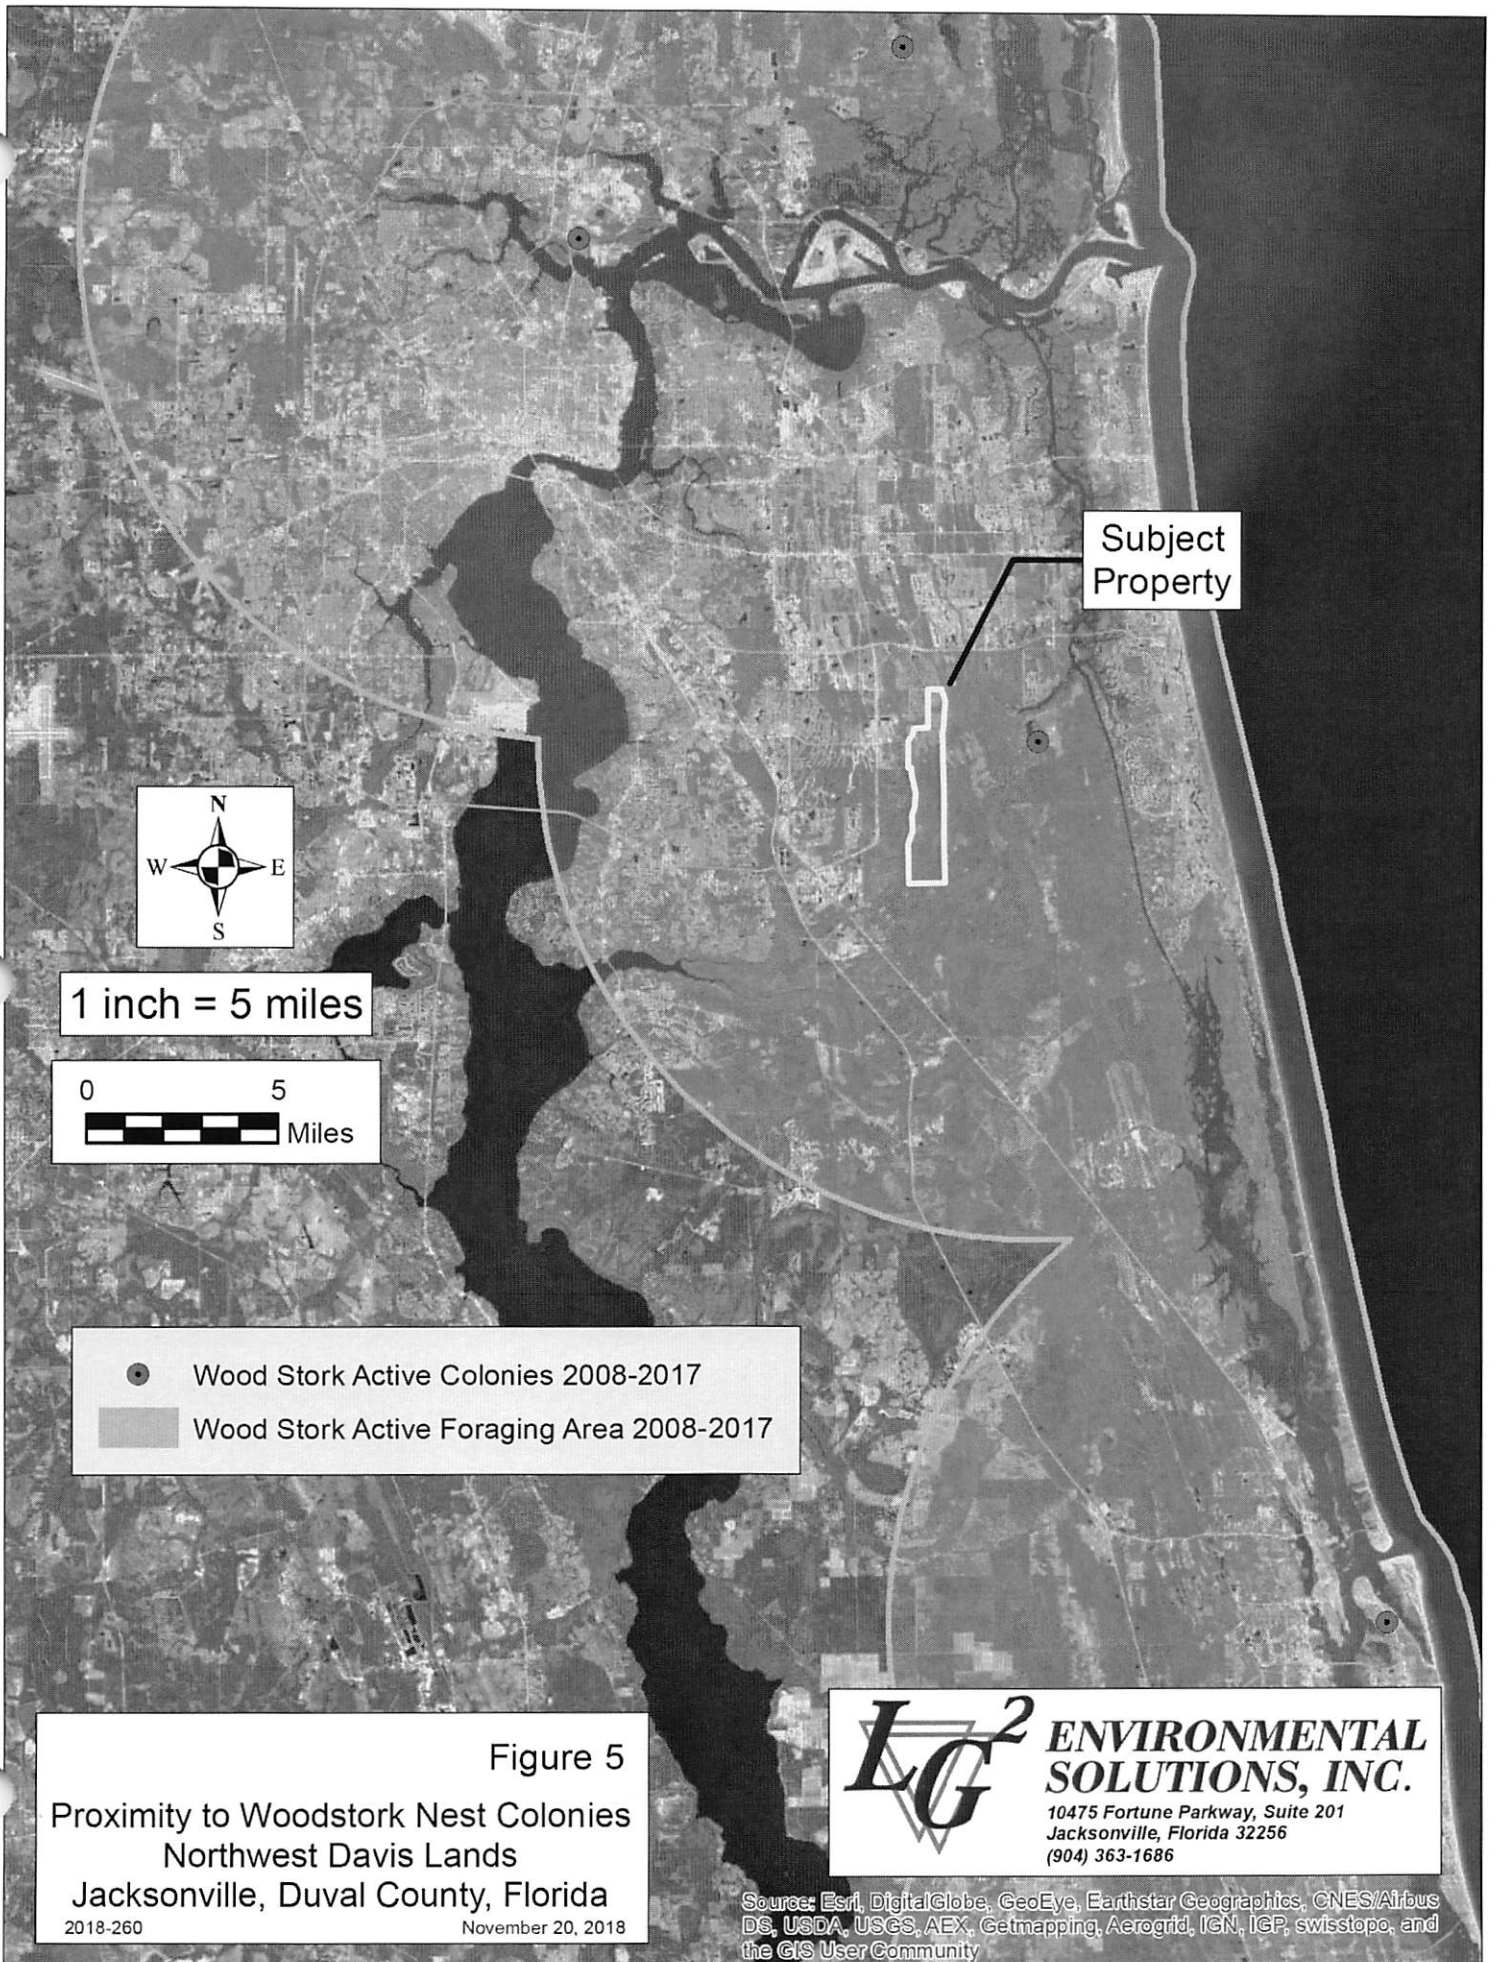 Subject
Property
N
W E
S
1 inch = 5 miles
0 5
Miles
Wood Stork Active Colonies 2008-2017
Wood Stork Active Foraging Area 2008-2017
Figure 5
Proximity to Woodstork Nest Colonies
Northwest Davis Lands
Jacksonville, Duval County, Florida
2018-260 November 20, 2018
LG2 ENVIRONMENTAL
SOLUTIONS, INC.
10475 Fortune Parkway, Suite 201
Jacksonville, Florida 32256
(904) 363-1686
Source: Esri, DigitalGlobe, GeoEye, Earthstar Geographics, CNES/Airbus
DS, USDA, USGS, AEX, Getmapping, Aerogrid, IGN, IGP, swisstopo, and
the GIS User Community